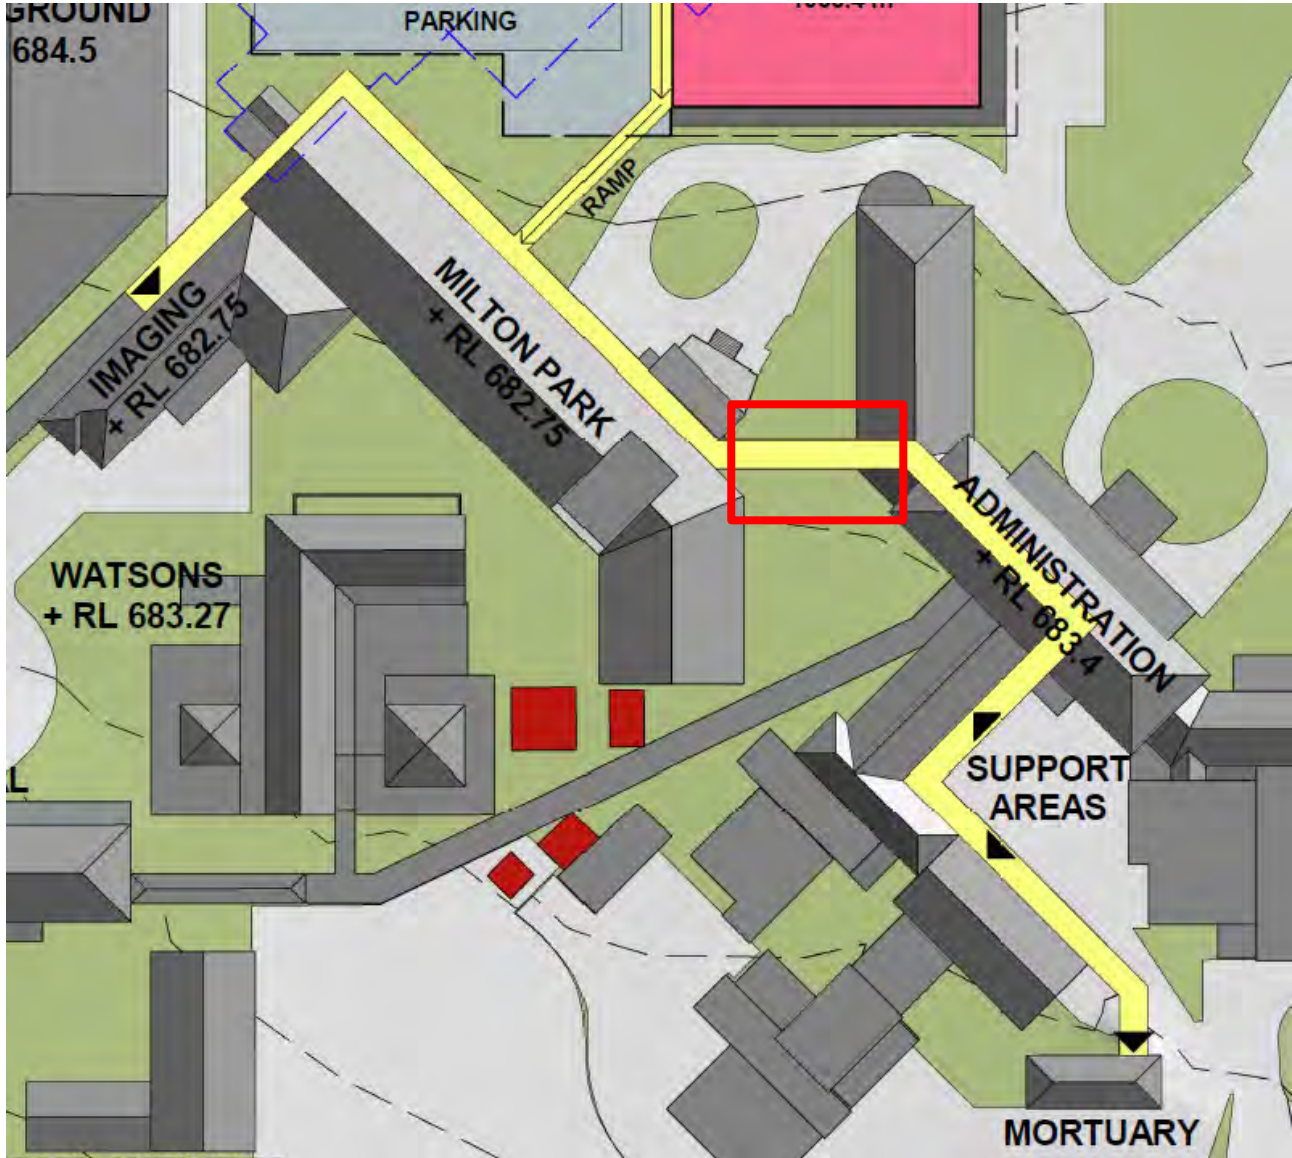 GROUND
684.5
PARKING
RAMP
MILTON PARK
+ RL 682.75
IMAGING
+ RL 682.75
ADMINISTRATION
+ RL 683.4
WATSONS
+ RL 683.27
SUPPORT
AREAS
MORTUARY